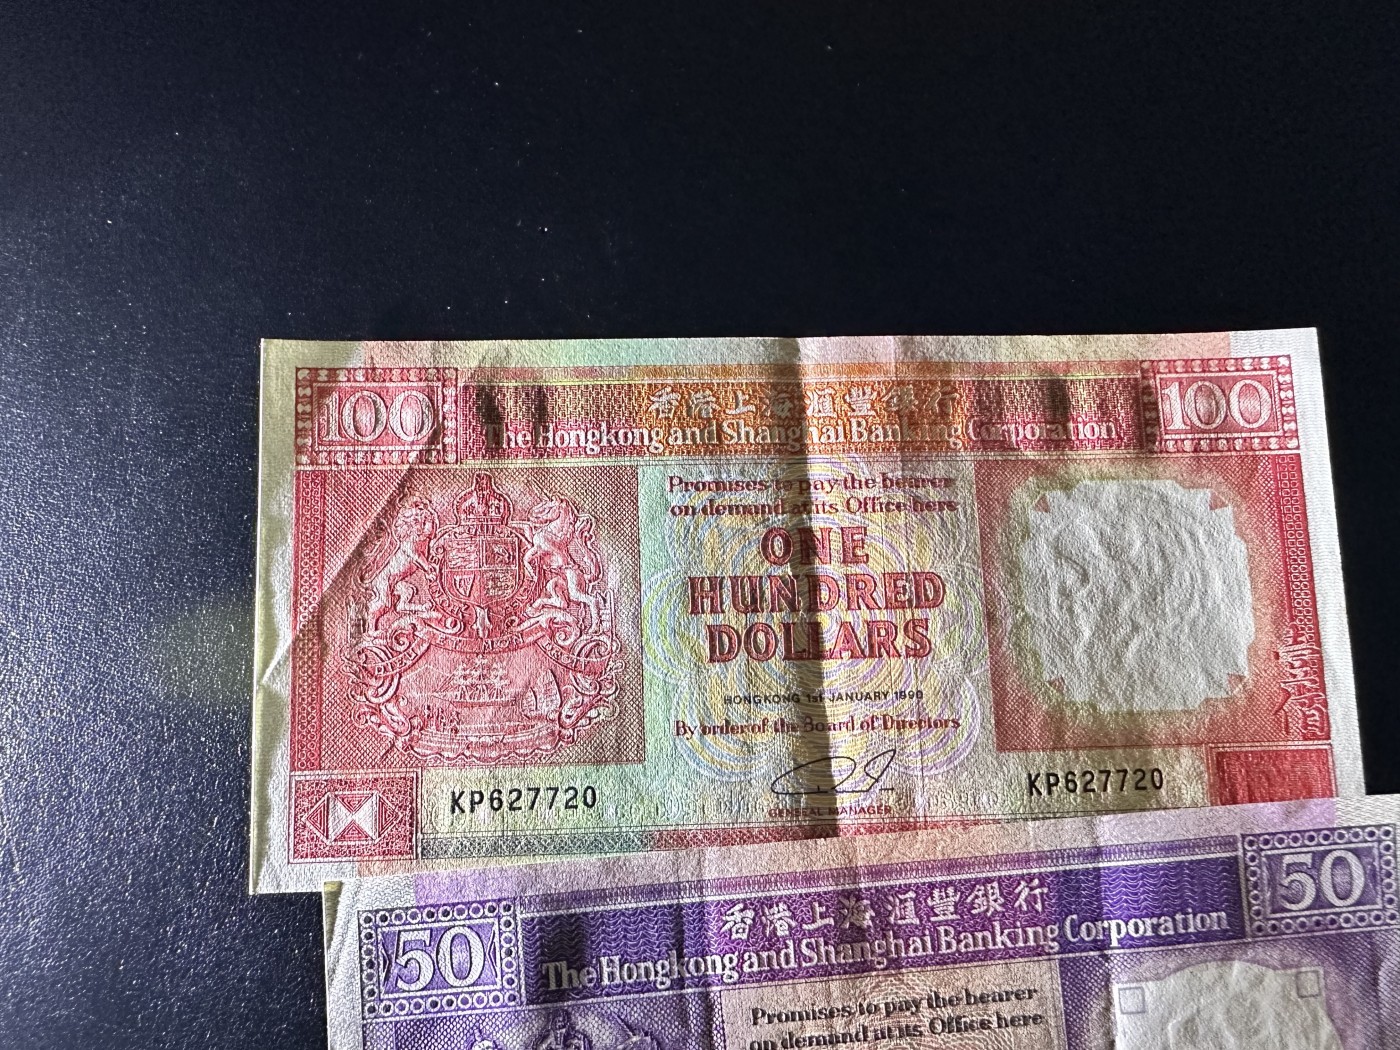 100
100
香港上海滙豐銀行
The Hongkong and Shanghai Banking Corporation
Promises to pay the bearer
on demand at its Office here
ONE
HUNDRED
DOLLARS
HONGKONG 1st JANUARY 1990
By order of the Board of Directors
GENERAL MANAGER
KP627720
KP627720
50
50
香港上海滙豐銀行
The Hongkong and Shanghai Banking Corporation
Promises to pay the bearer
on demand at its Office here